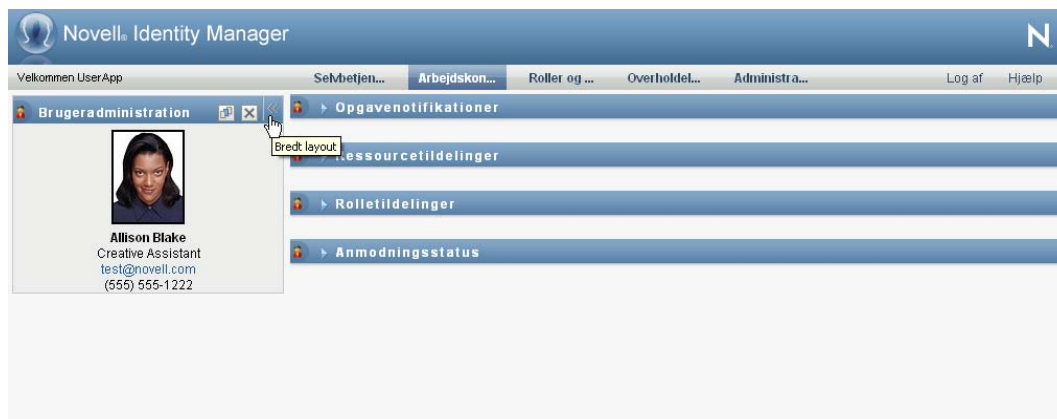 Novell® Identity Manager
N
Velkommen UserApp
Selvbetjen... Arbejdskon... Roller og ... Overholdel... Administra... Log af Hjælp
Brugeradministration
Bredt layout
Allison Blake
Creative Assistant
test@novell.com
(555) 555-1222
Opgavenotifikationer
Ressourcetildelinger
Rolletildelinger
Anmodningsstatus